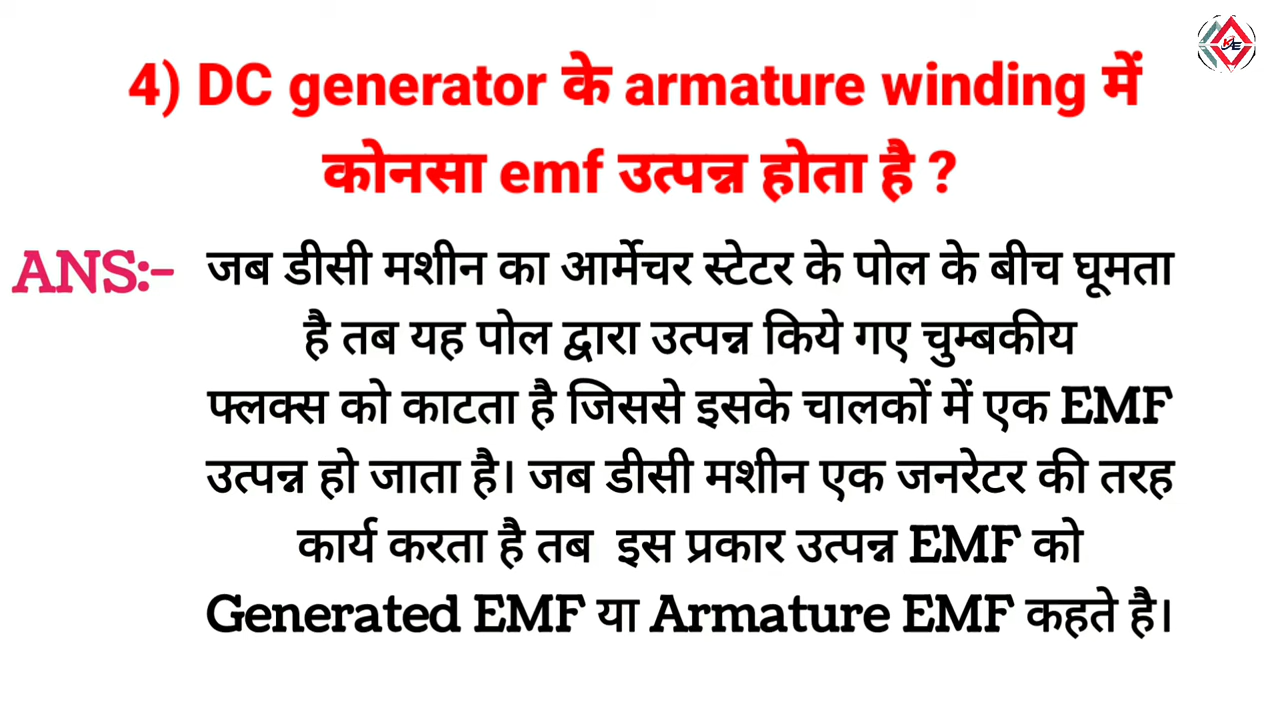 4) DC generator के armature winding में
कोनसा emf उत्पन्न होता है ?
ANS:- जब डीसी मशीन का आर्मेचर स्टेटर के पोल के बीच घूमता
है तब यह पोल द्वारा उत्पन्न किये गए चुम्बकीय
फ्लक्स को काटता है जिससे इसके चालकों में एक EMF
उत्पन्न हो जाता है। जब डीसी मशीन एक जनरेटर की तरह
कार्य करता है तब इस प्रकार उत्पन्न EMF को
Generated EMF या Armature EMF कहते है।